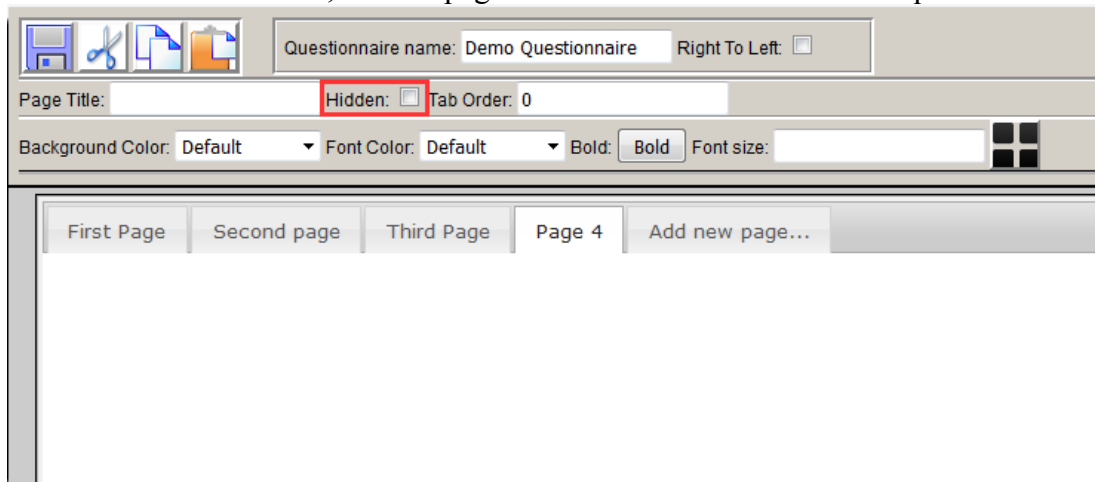 , pag
Questionnaire name: Demo Questionnaire Right To Left:
Page Title: Hidden: Tab Order: 0
Background Color: Default Font Color: Default Bold: Bold Font size:
First Page Second page Third Page Page 4 Add new page...